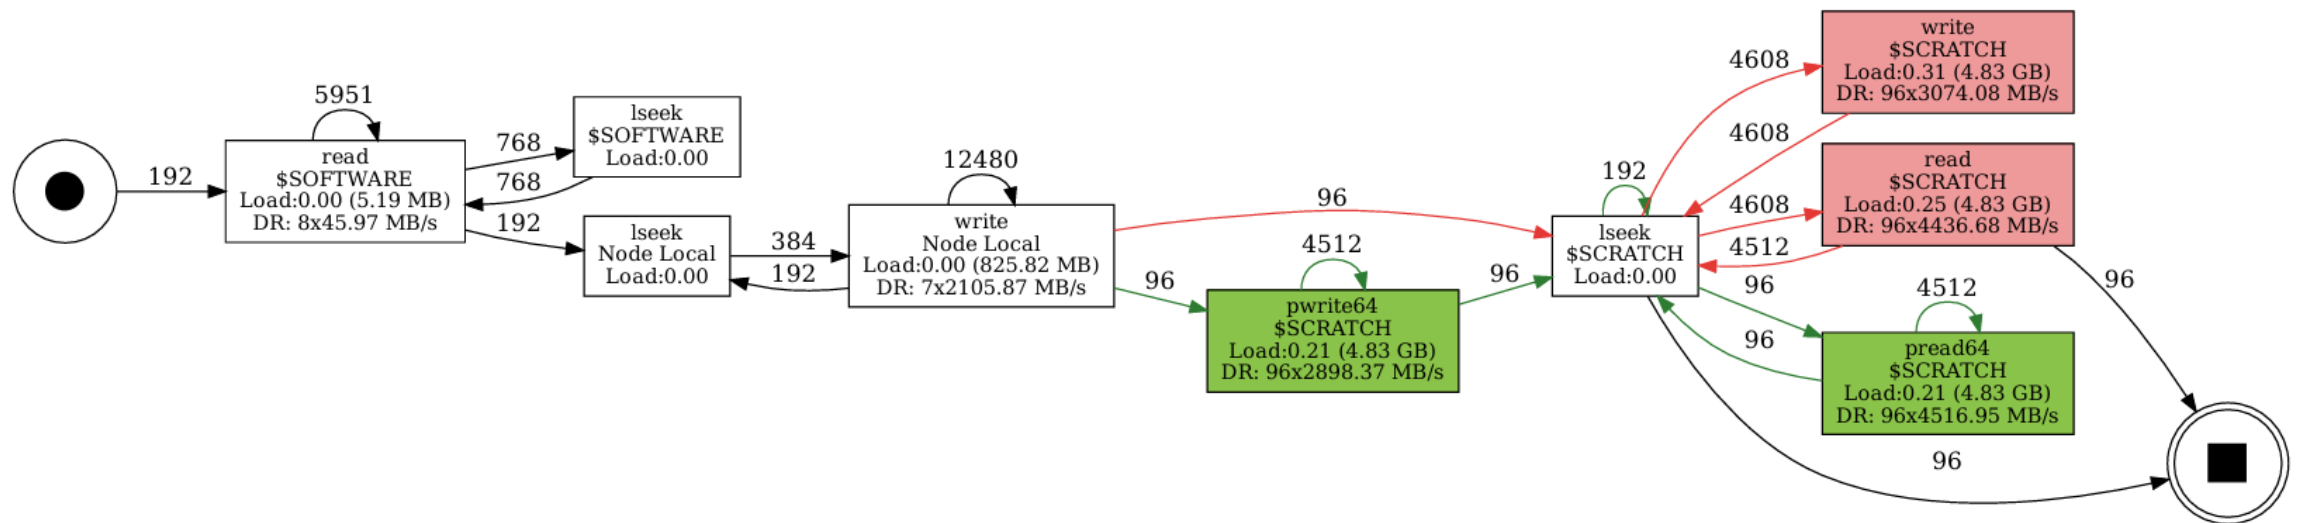 192
5951
read
$SOFTWARE
Load:0.00 (5.19 MB)
DR: 8x45.97 MB/s
768
768
192
lseek
$SOFTWARE
Load:0.00
lseek
Node Local
Load:0.00
384
192
12480
write
Node Local
Load:0.00 (825.82 MB)
DR: 7x2105.87 MB/s
96
96
4512
pwrite64
$SCRATCH
Load:0.21 (4.83 GB)
DR: 96x2898.37 MB/s
96
192
lseek
$SCRATCH
Load:0.00
4608
4608
4608
4512
96
96
write
$SCRATCH
Load:0.31 (4.83 GB)
DR: 96x3074.08 MB/s
read
$SCRATCH
Load:0.25 (4.83 GB)
DR: 96x4436.68 MB/s
4512
pread64
$SCRATCH
Load:0.21 (4.83 GB)
DR: 96x4516.95 MB/s
96
96